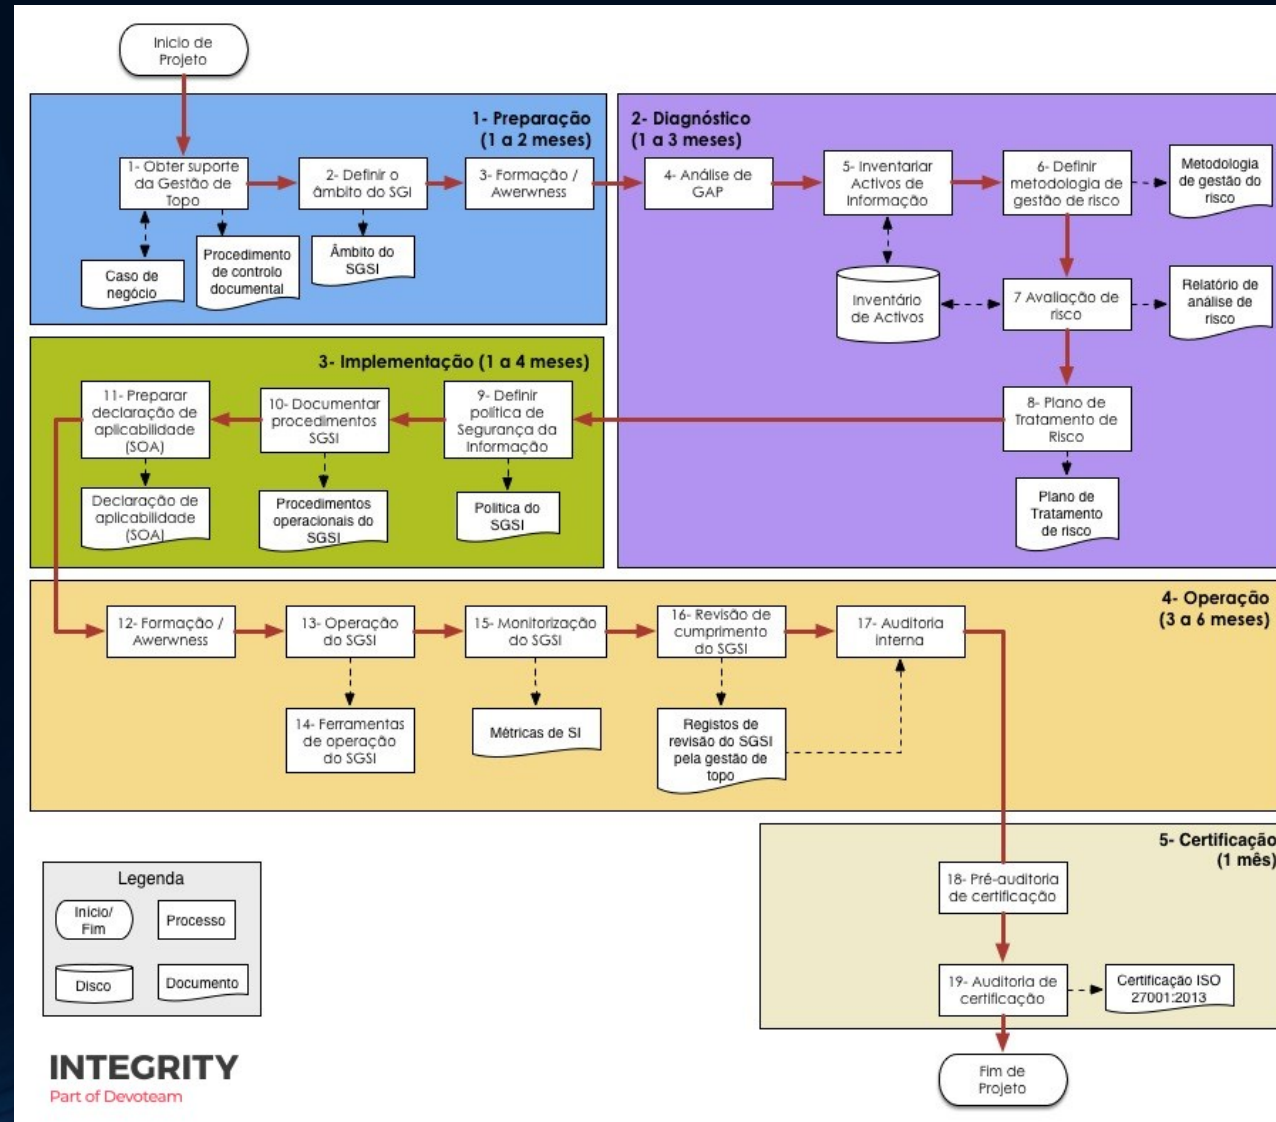 Inicio de
Projeto
1- Preparação
(1 a 2 meses)
1- Obter suporte
da Gestão de
Topo
2- Definir o
âmbito do SGI
3- Formação /
Awerwness
Caso de
negócio
Procedimento
de controlo
documental
Âmbito do
SGSI
2- Diagnóstico
(1 a 3 meses)
4- Análise de
GAP
5- Inventariar
Activos de
Informação
6- Definir
metodologia de
gestão de risco
Metodologia
de gestão do
risco
Inventário
de Activos
7 Avaliação de
risco
Relatório de
análise de
risco
8- Plano de
Tratamento de
Risco
Plano de
Tratamento
de risco
3- Implementação (1 a 4 meses)
11- Preparar
declaração de
aplicabilidade
(SOA)
10- Documentar
procedimentos
SGSI
9- Definir
política de
Segurança da
Informação
Declaração de
aplicabilidade
(SOA)
Procedimentos
operacionais do
SGSI
Politica do
SGSI
4- Operação
(3 a 6 meses)
12- Formação /
Awerwness
13- Operação
do SGSI
15- Monitorização
do SGSI
16- Revisão de
cumprimento
do SGSI
17- Auditoria
interna
14- Ferramentas
de operação
do SGSI
Métricas de SI
Registos de
revisão do SGSI
pela gestão de
topo
5- Certificação
(1 mês)
18- Pré-auditoria
de certificação
19- Auditoria de
certificação
Certificação ISO
27001:2013
Fim de
Projeto
Legenda
Início/
Fim
Processo
Disco
Documento
INTEGRITY
Part of Devoteam